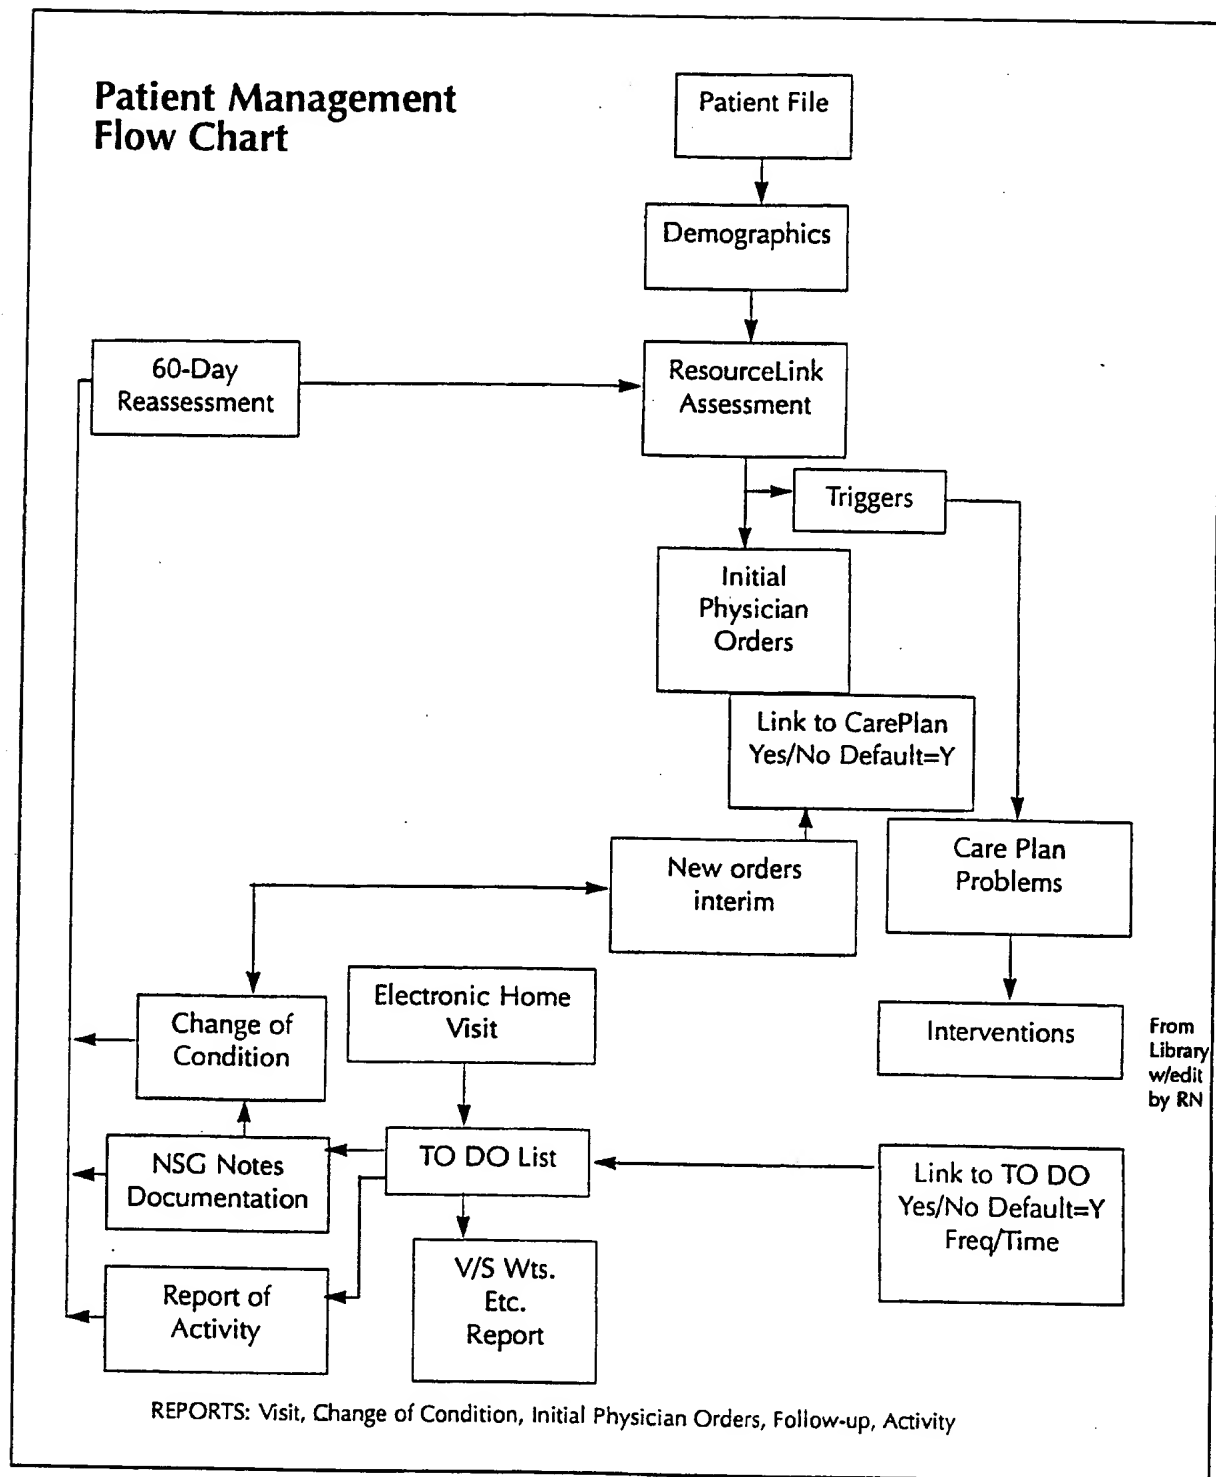 Patient Management
Flow Chart
Patient File
Demographics
60-Day
Reassessment
ResourceLink
Assessment
Triggers
Initial
Physician
Orders
Link to CarePlan
Yes/No Default=Y
New orders
interim
Care Plan
Problems
Change of
Condition
Electronic Home
Visit
Interventions
From
Library
w/edit
by RN
NSG Notes
Documentation
TO DO List
Link to TO DO
Yes/No Default=Y
Freq/Time
Report of
Activity
V/S Wts.
Etc.
Report
REPORTS: Visit, Change of Condition, Initial Physician Orders, Follow-up, Activity